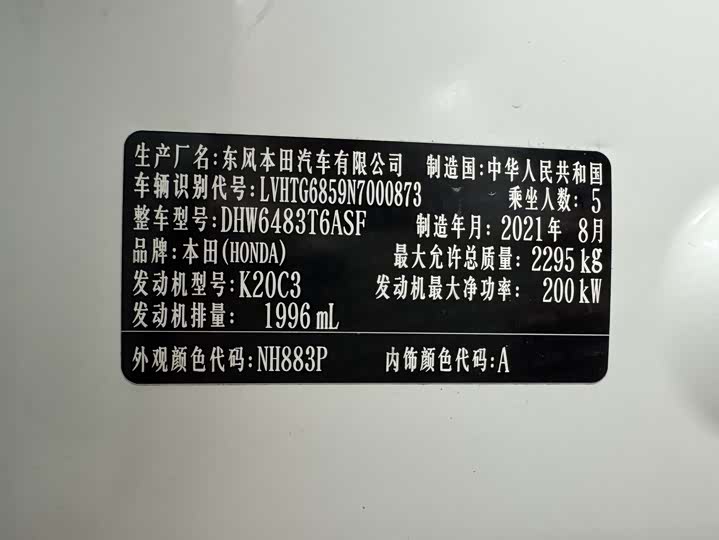 生产厂名:东风本田汽车有限公司 制造国:中华人民共和国
车辆识别代号:LVHTG6859N7000873 乘坐人数: 5
整车型号:DHW6483T6ASF 制造年月: 2021年 8月
品牌:本田(HONDA) 最大允许总质量: 2295 kg
发动机型号:K20C3 发动机最大净功率: 200 kW
发动机排量: 1996 mL
外观颜色代码:NH883P 内饰颜色代码:A